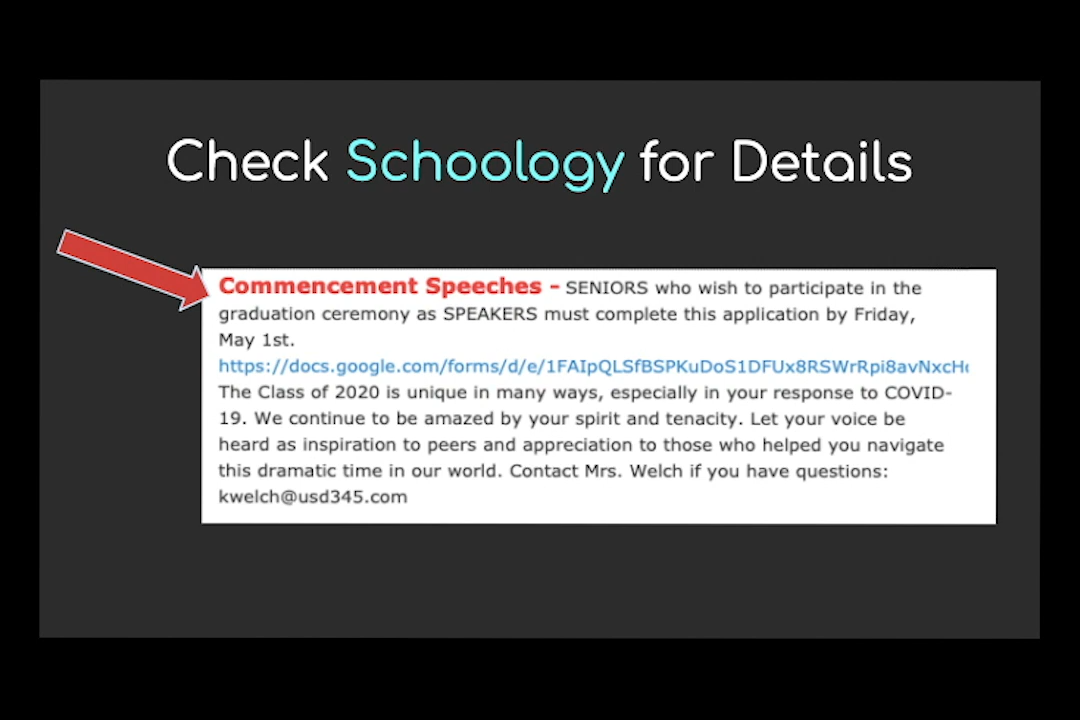 Check Schoology for Details
Commencement Speeches - SENIORS who wish to participate in the
graduation ceremony as SPEAKERS must complete this application by Friday,
May 1st.
https://docs.google.com/forms/d/e/1FAIpQLSfBSPKuDoS1DFUx8RSWrRpi8avNxcH
The Class of 2020 is unique in many ways, especially in your response to COVID-
19. We continue to be amazed by your spirit and tenacity. Let your voice be
heard as inspiration to peers and appreciation to those who helped you navigate
this dramatic time in our world. Contact Mrs. Welch if you have questions:
kwelch@usd345.com